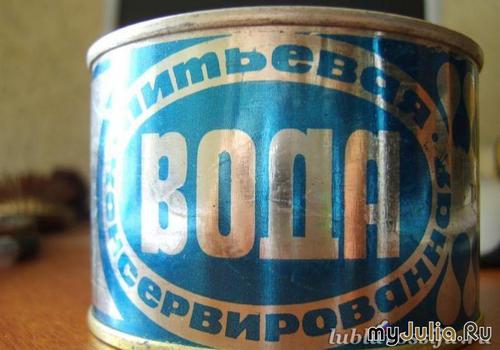 питьевая
ВОДА
консервированная
myJulia.Ru